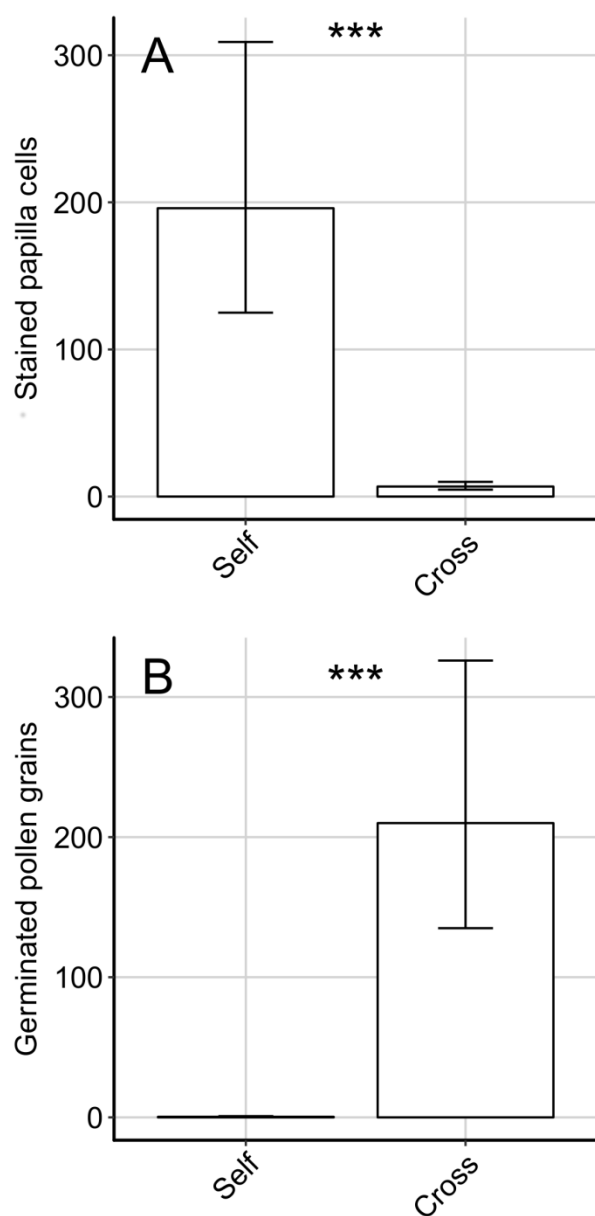 A
***
Stained papilla cells
300
200
100
0
Self
Cross
B
***
Germinated pollen grains
300
200
100
0
Self
Cross